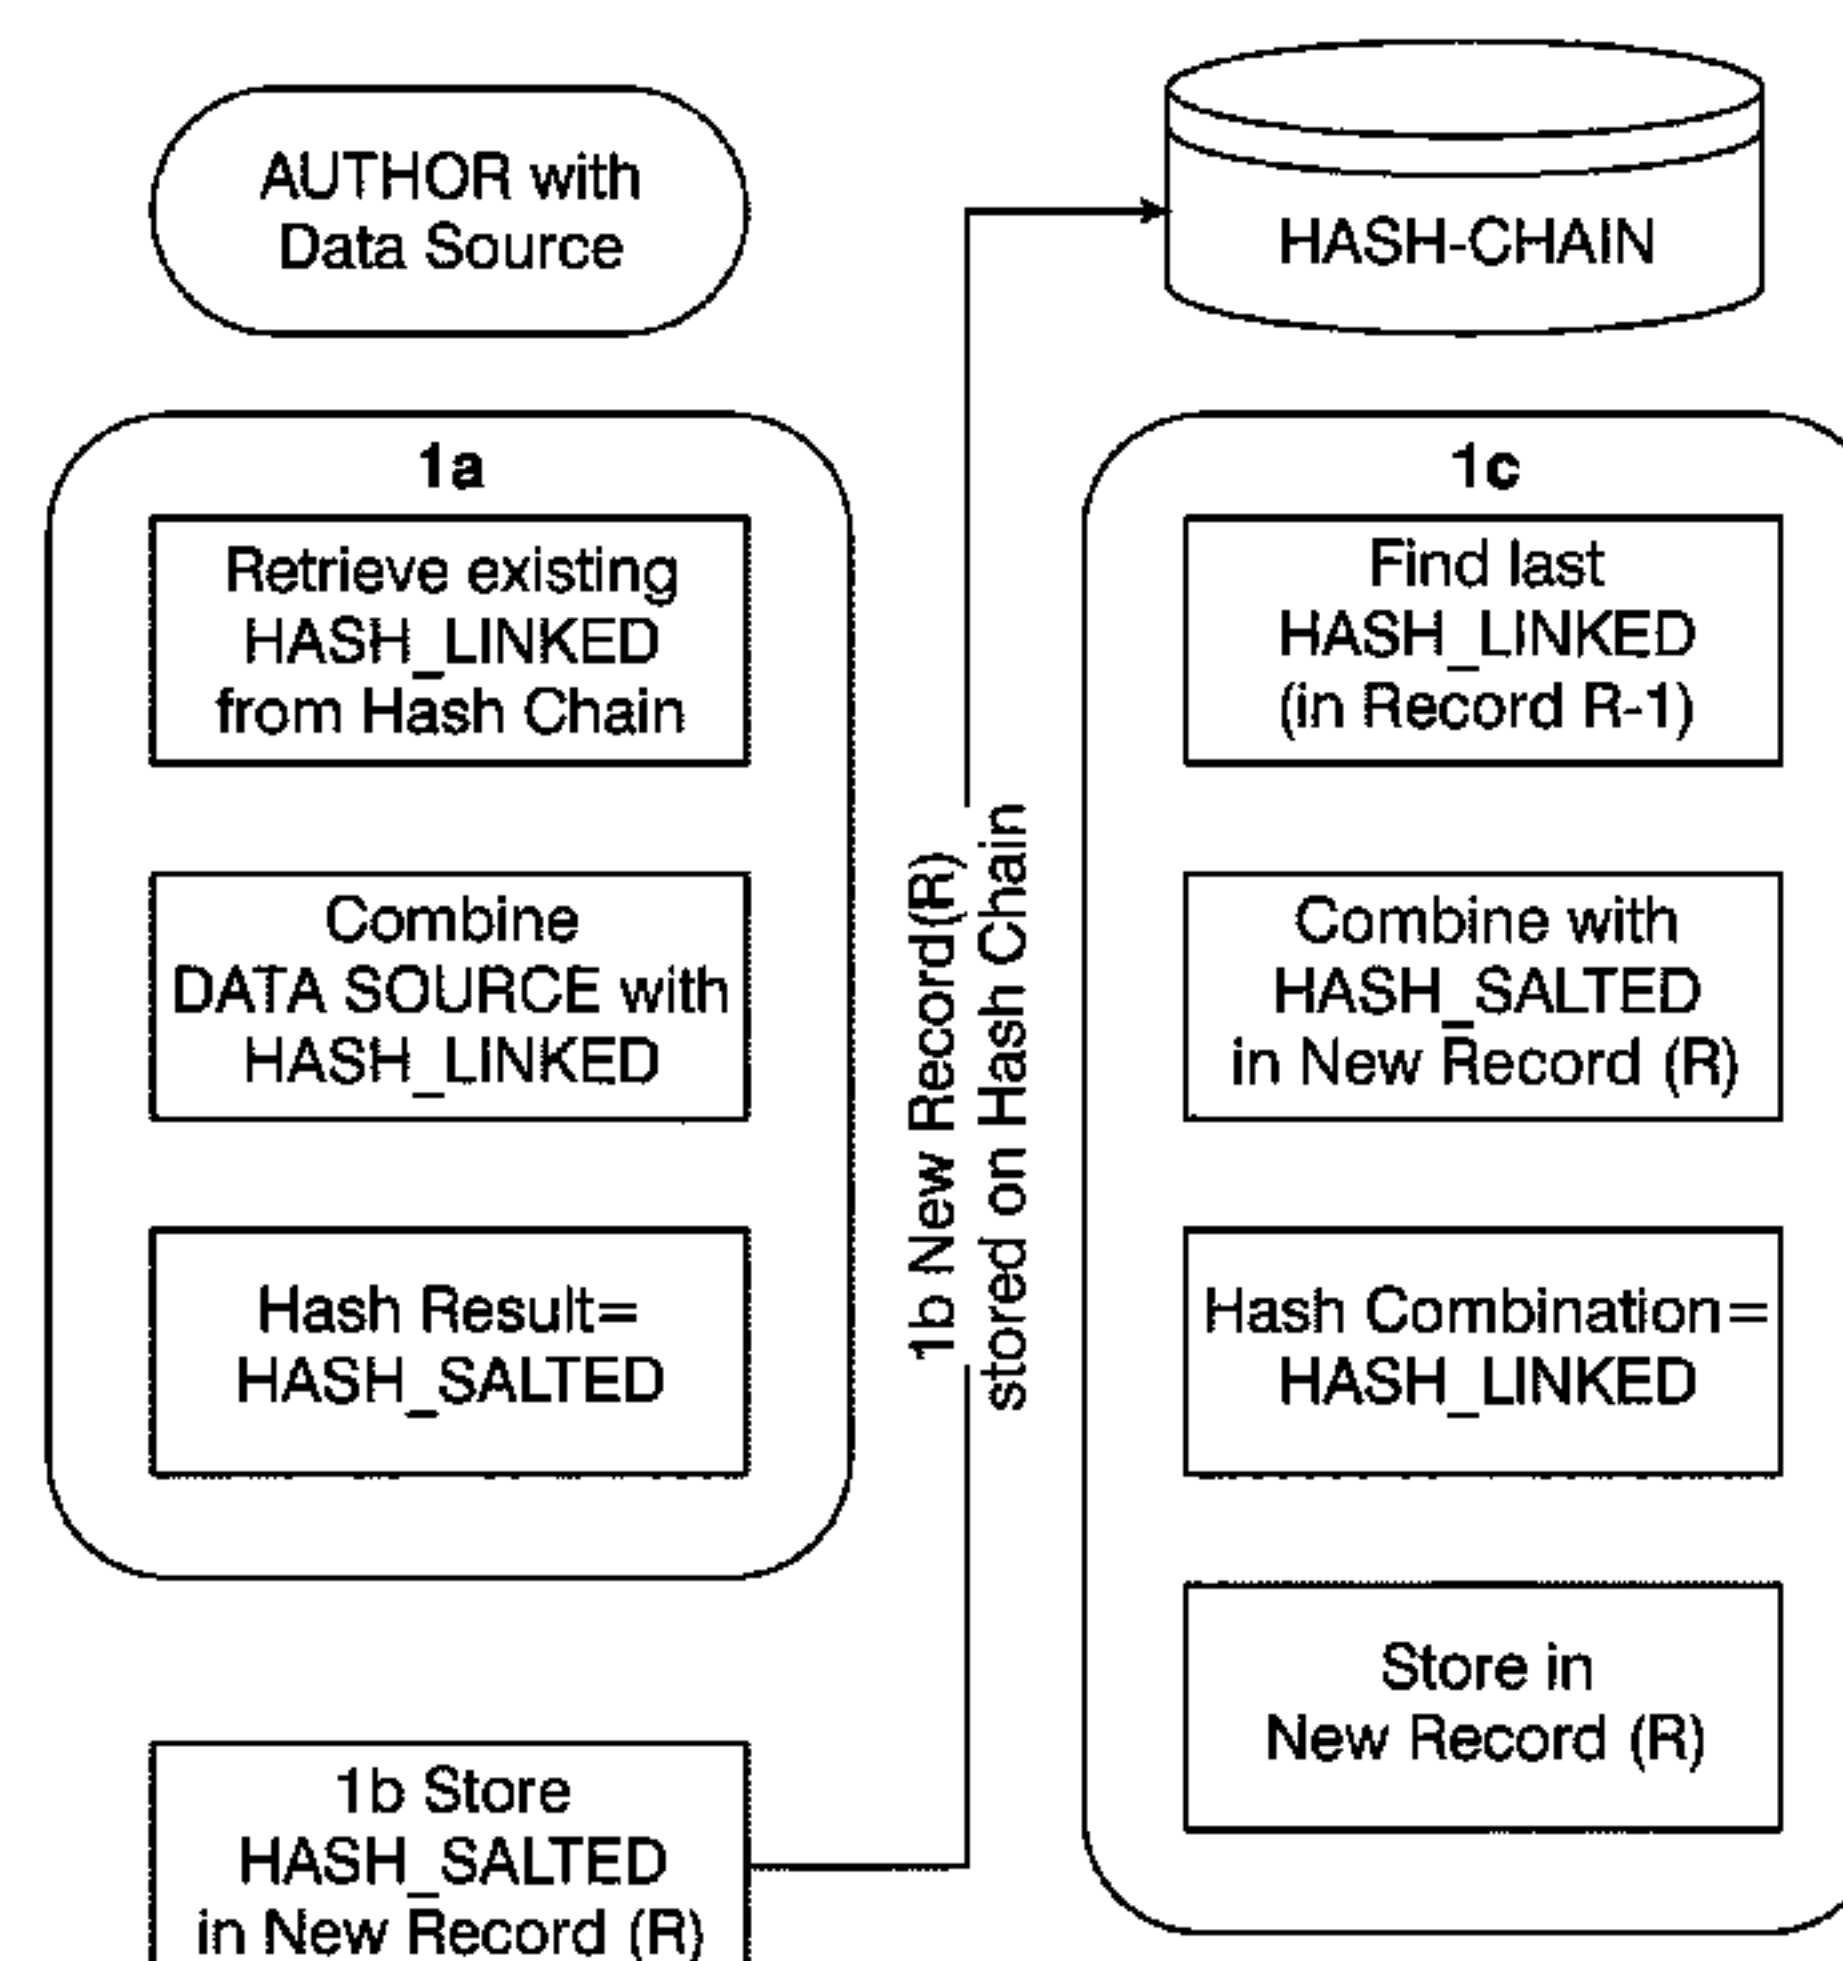 AUTHOR with
Data Source
1a
Retrieve existing
HASH_LINKED
from Hash Chain
Combine
DATA SOURCE with
HASH_LINKED
Hash Result=
HASH_SALTED
1b Store
HASH_SALTED
in New Record (R)
1b New Record(R)
stored on Hash Chain
HASH-CHAIN
1c
Find last
HASH_LINKED
(in Record R-1)
Combine with
HASH_SALTED
in New Record (R)
Hash Combination=
HASH_LINKED
Store in
New Record (R)